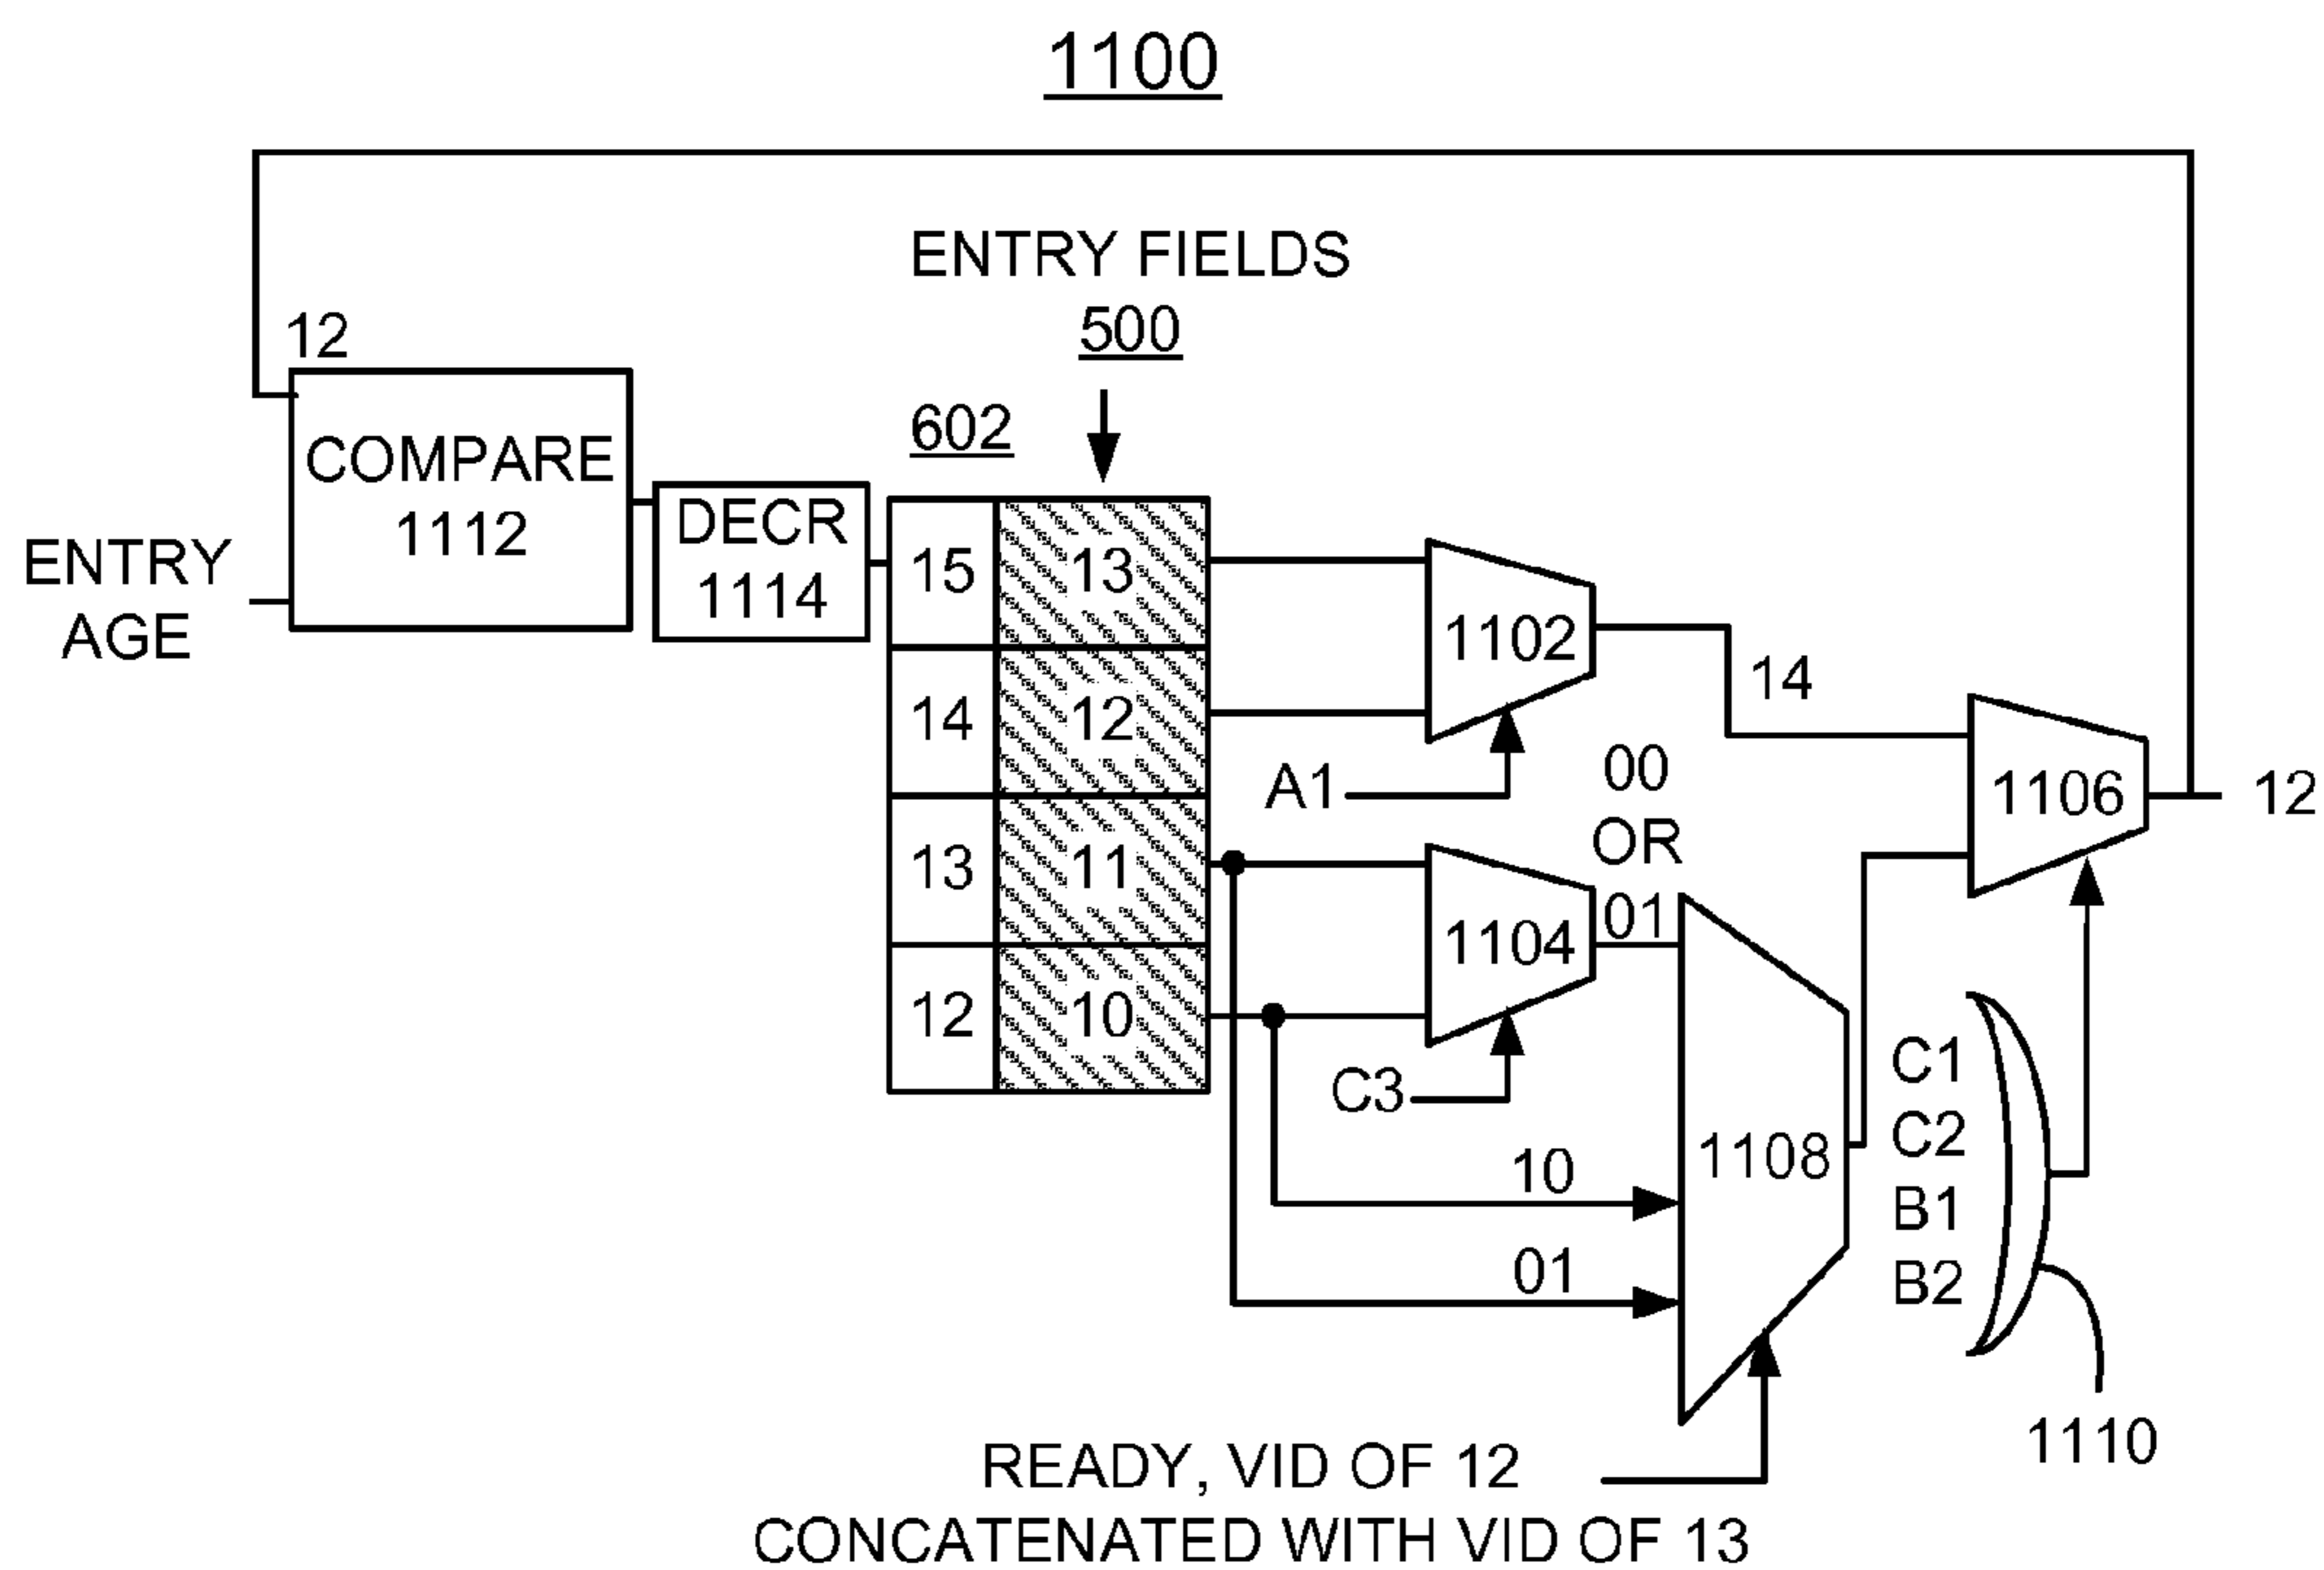 1100
ENTRY FIELDS
500
12
COMPARE
1112
ENTRY
AGE
DECR
1114
602
15 13
14 12
13 11
12 10
1102
A1
14
00
OR
01
1104
C3
1106
12
10
01
1108
C1
C2
B1
B2
1110
READY, VID OF 12
CONCATENATED WITH VID OF 13